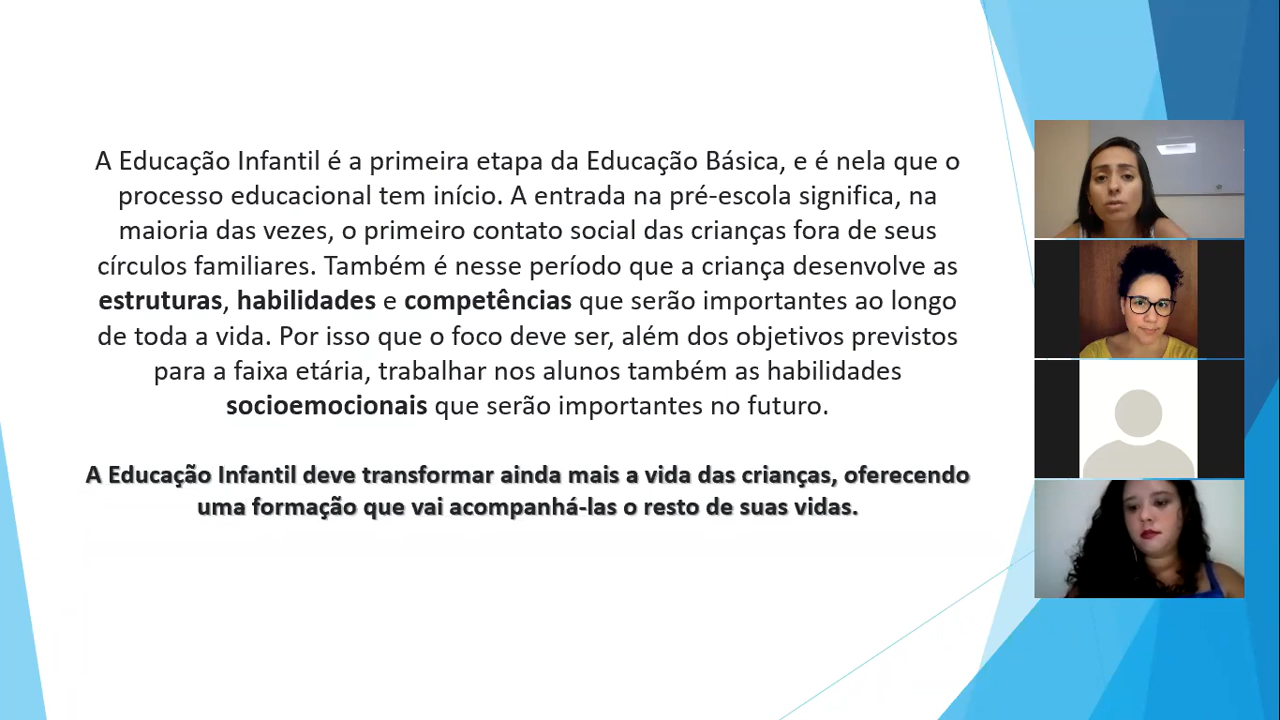 A Educação Infantil é a primeira etapa da Educação Básica, e é nela que o
processo educacional tem início. A entrada na pré-escola significa, na
maioria das vezes, o primeiro contato social das crianças fora de seus
círculos familiares. Também é nesse período que a criança desenvolve as
estruturas, habilidades e competências que serão importantes ao longo
de toda a vida. Por isso que o foco deve ser, além dos objetivos previstos
para a faixa etária, trabalhar nos alunos também as habilidades
socioemocionais que serão importantes no futuro.
A Educação Infantil deve transformar ainda mais a vida das crianças, oferecendo
uma formação que vai acompanhá-las o resto de suas vidas.